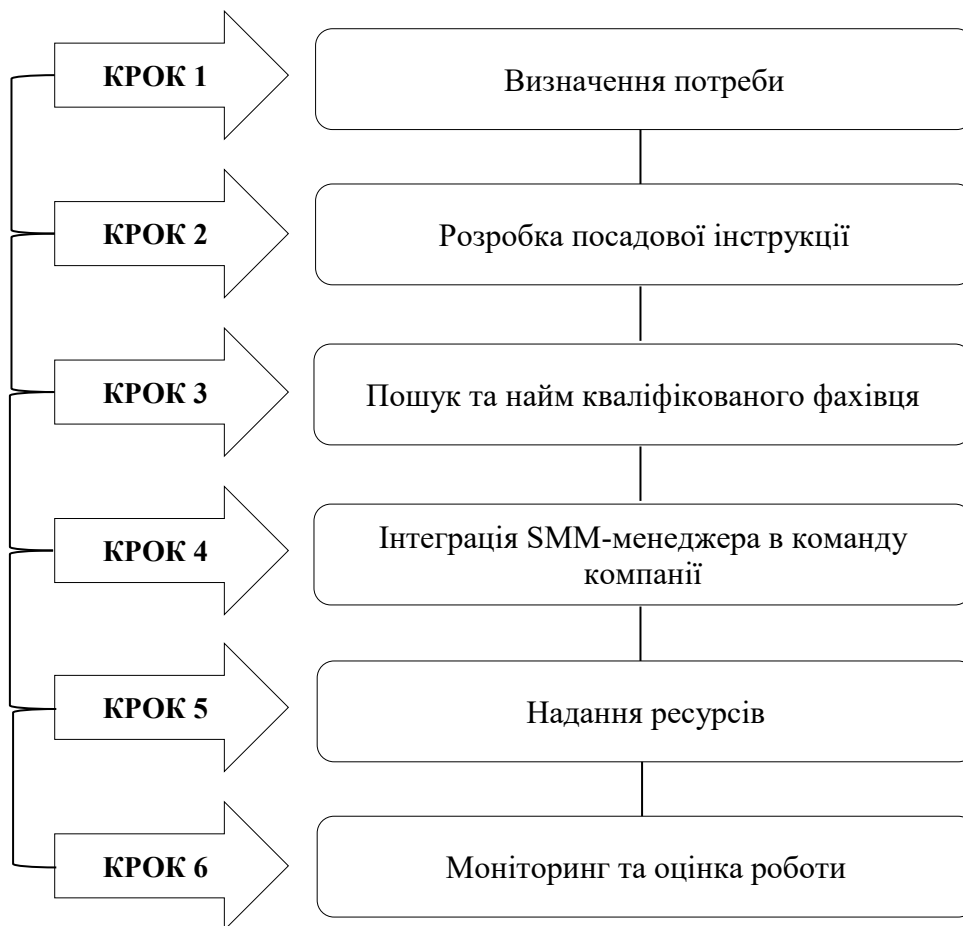 КРОК 1
Визначення потреби
КРОК 2
Розробка посадової інструкції
КРОК 3
Пошук та найм кваліфікованого фахівця
КРОК 4
Інтеграція SMM-менеджера в команду
компанії
КРОК 5
Надання ресурсів
КРОК 6
Моніторинг та оцінка роботи